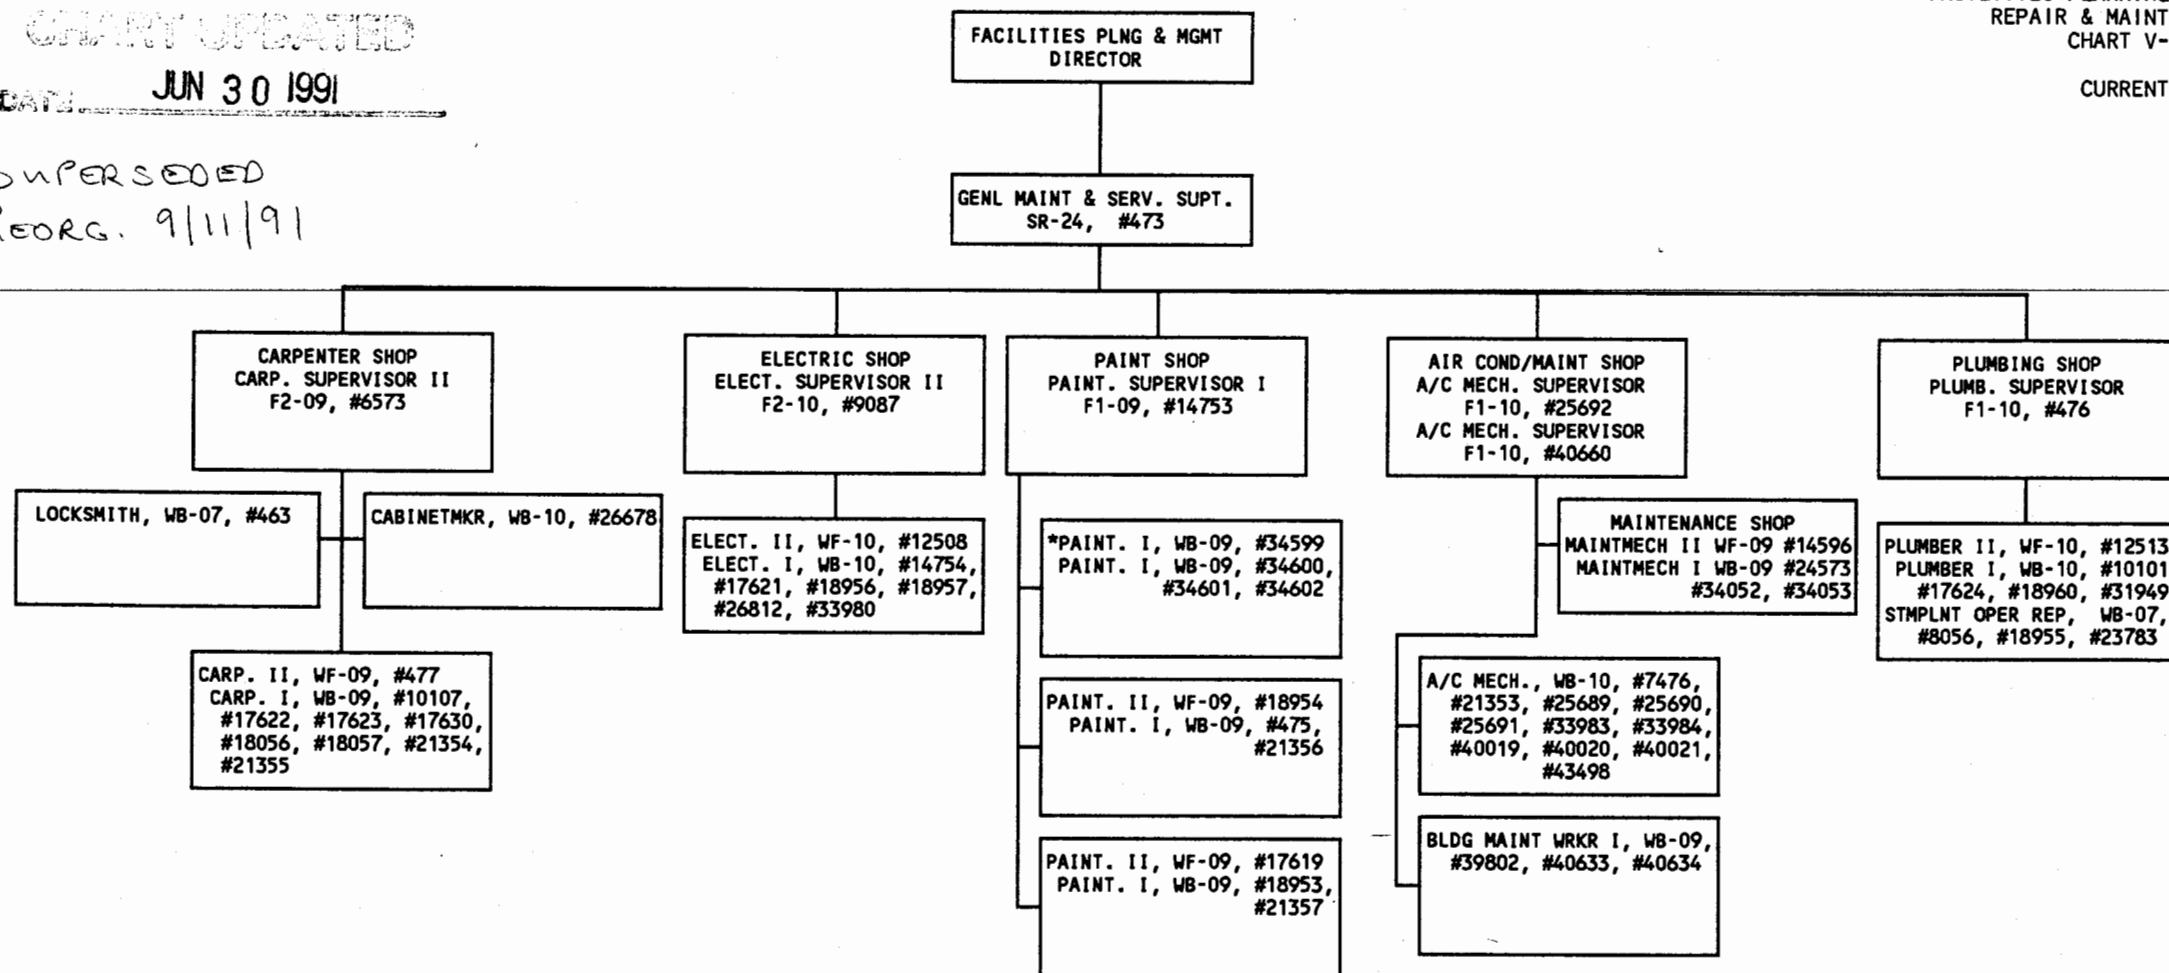 CHART UPDATED
DATE JUN 30 1991
SUPERSEDED
REORG. 9/11/91
REPAIR & MAINT
CHART V-
CURRENT
FACILITIES PLNG & MGMT
DIRECTOR
GENL MAINT & SERV. SUPT.
SR-24, #473
CARPENTER SHOP
CARP. SUPERVISOR II
F2-09, #6573
LOCKSMITH, WB-07, #463
CABINETMKR, WB-10, #26678
CARP. II, WF-09, #477
CARP. I, WB-09, #10107,
#17622, #17623, #17630,
#18056, #18057, #21354,
#21355
ELECTRIC SHOP
ELECT. SUPERVISOR II
F2-10, #9087
ELECT. II, WF-10, #12508
ELECT. I, WB-10, #14754,
#17621, #18956, #18957,
#26812, #33980
PAINT SHOP
PAINT. SUPERVISOR I
F1-09, #14753
*PAINT. I, WB-09, #34599
PAINT. I, WB-09, #34600,
#34601, #34602
PAINT. II, WF-09, #18954
PAINT. I, WB-09, #475,
#21356
PAINT. II, WF-09, #17619
PAINT. I, WB-09, #18953,
#21357
AIR COND/MAINT SHOP
A/C MECH. SUPERVISOR
F1-10, #25692
A/C MECH. SUPERVISOR
F1-10, #40660
MAINTENANCE SHOP
MAINTMECH II WF-09 #14596
MAINTMECH I WB-09 #24573
#34052, #34053
A/C MECH., WB-10, #7476,
#21353, #25689, #25690,
#25691, #33983, #33984,
#40019, #40020, #40021,
#43498
BLDG MAINT WRKR I, WB-09,
#39802, #40633, #40634
PLUMBING SHOP
PLUMB. SUPERVISOR
F1-10, #476
PLUMBER II, WF-10, #12513
PLUMBER I, WB-10, #10101
#17624, #18960, #31949
STMPLNT OPER REP, WB-07,
#8056, #18955, #23783